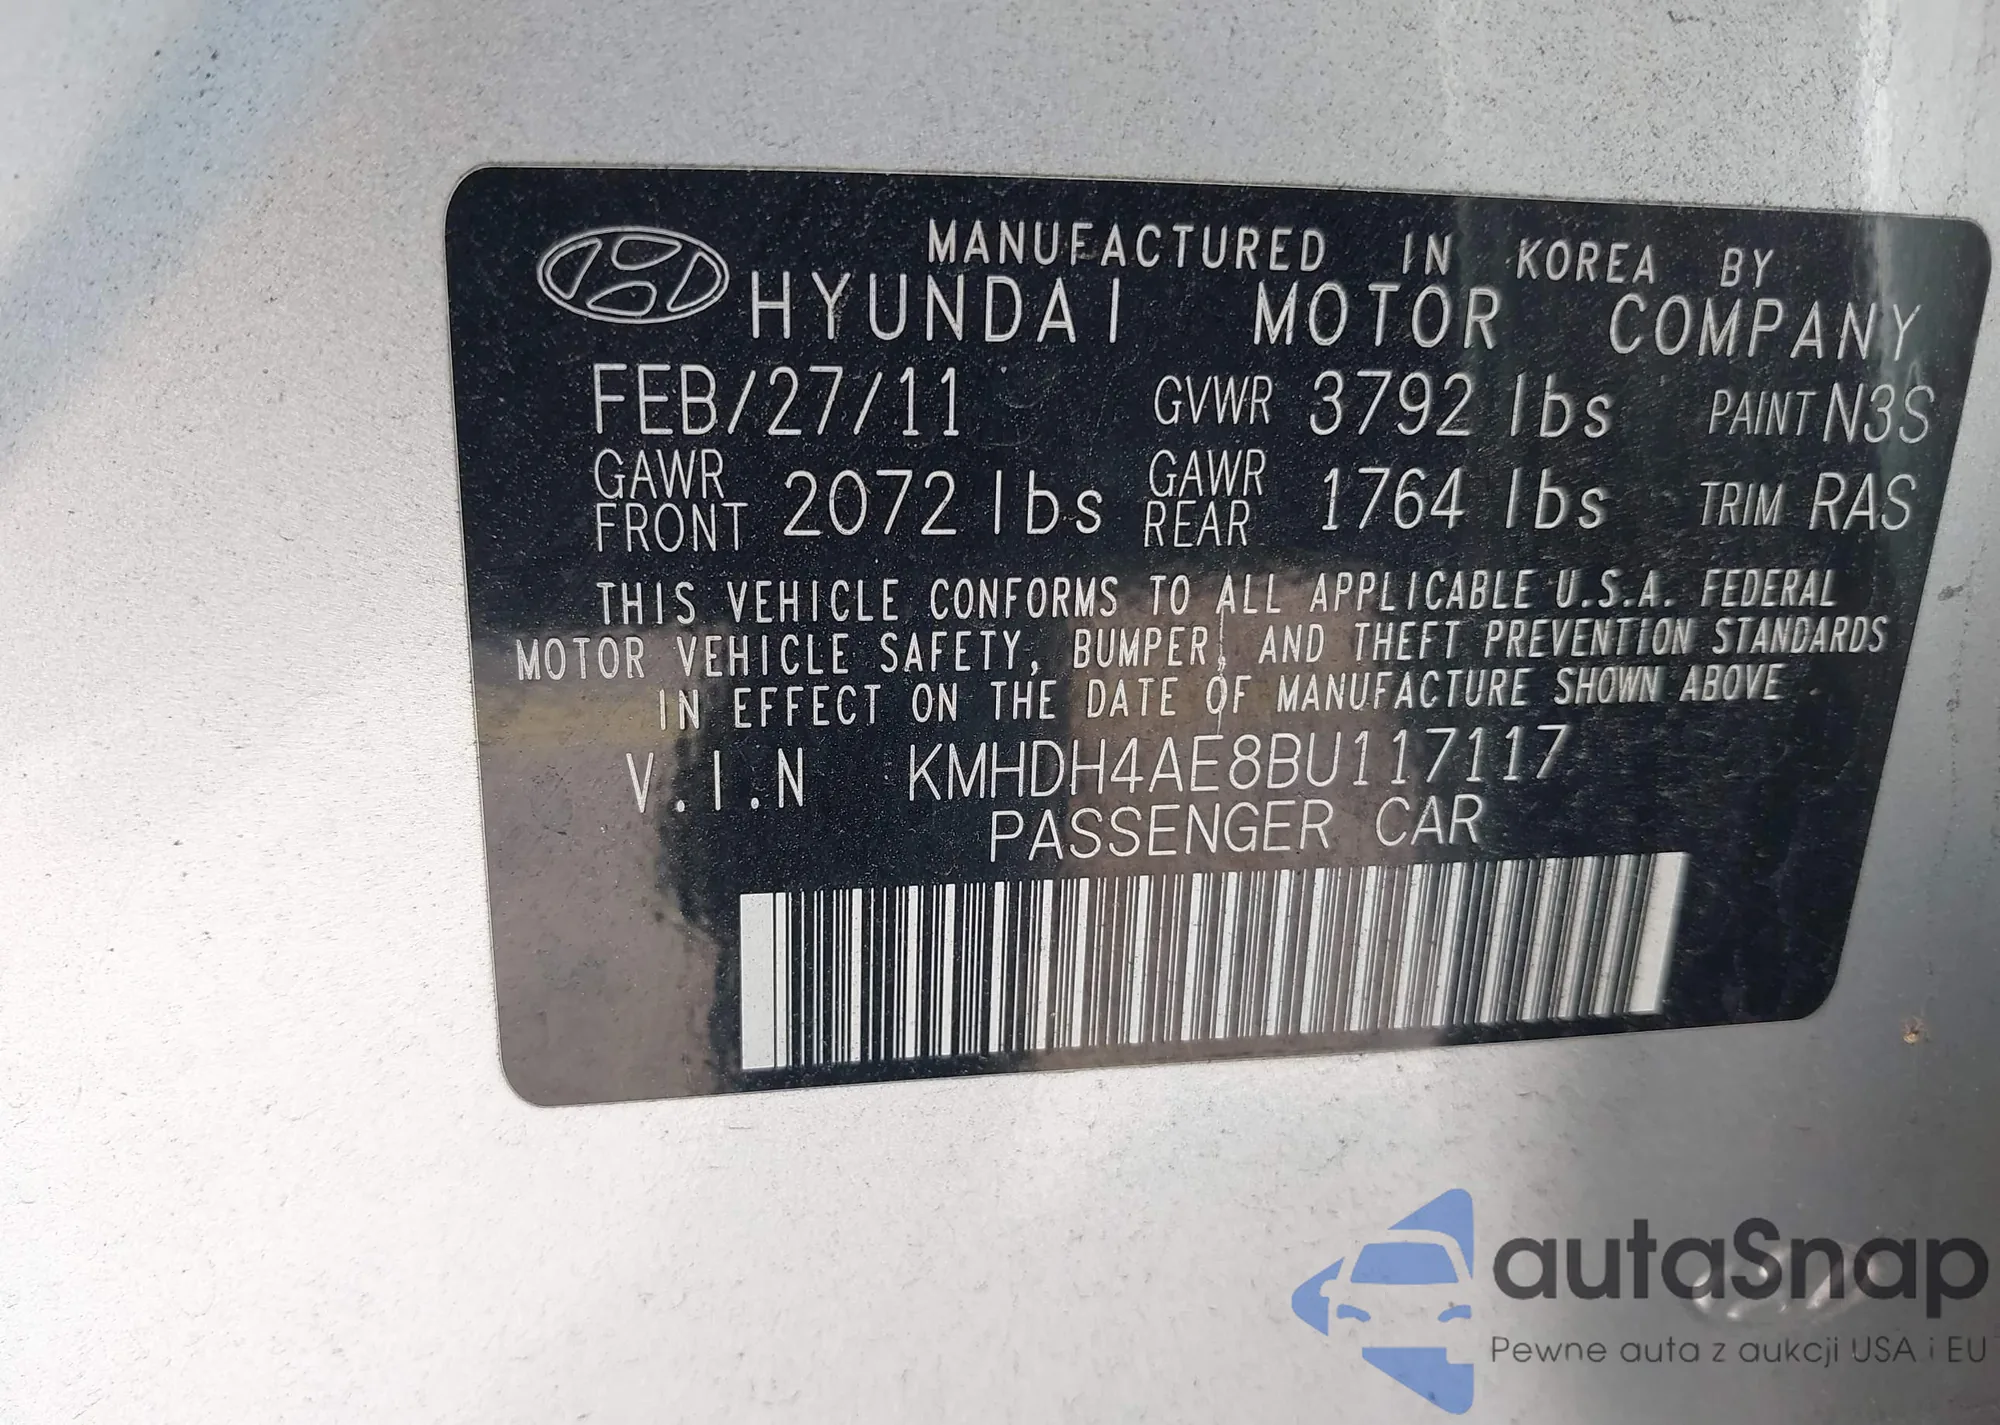 MANUFACTURED IN KOREA BY
HYUNDAI MOTOR COMPANY
FEB/27/11 GVWR 3792 lbs PAINT N3S
GAWR FRONT 2072 lbs GAWR REAR 1764 lbs TRIM RAS
THIS VEHICLE CONFORMS TO ALL APPLICABLE U.S.A. FEDERAL
MOTOR VEHICLE SAFETY, BUMPER, AND THEFT PREVENTION STANDARDS
IN EFFECT ON THE DATE OF MANUFACTURE SHOWN ABOVE
V.I.N KMHDH4AE8BU117117
PASSENGER CAR
autaSnap
Pewne auta z aukcji USA i EU